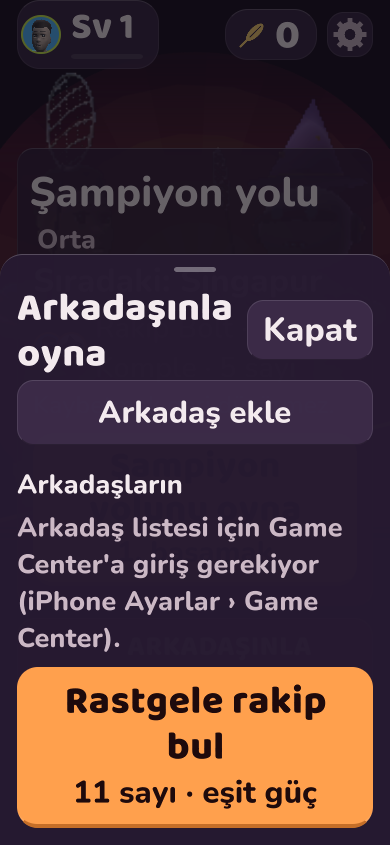 Sv 1
0
Şampiyon yolu
Orta
Arkadaşınla
oyna
Kapat
Arkadaş ekle
Arkadaşların
Arkadaş listesi için Game
Center'a giriş gerekiyor
(iPhone Ayarlar › Game
Center).
Rastgele rakip
bul
11 sayı · eşit güç